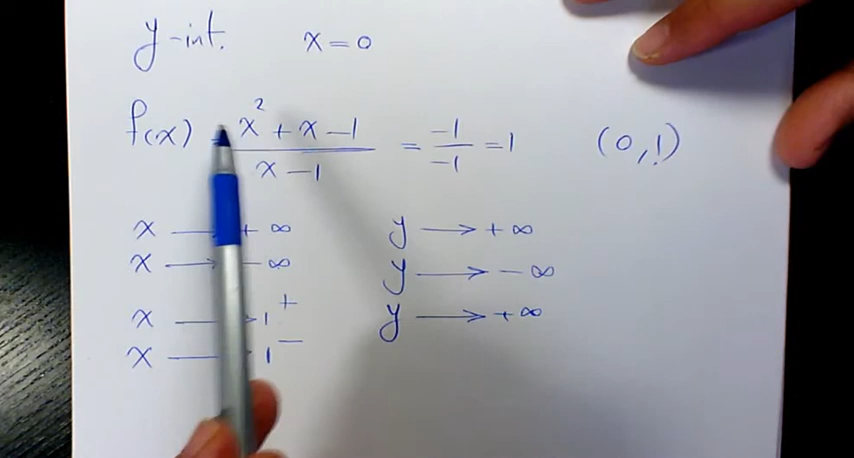 y-int. x = 0
f(x) = x² + x - 1 / x - 1 = -1 / -1 = 1 (0, 1)
x → + ∞ y → + ∞
x → - ∞ y → - ∞
x → 1⁺ y → + ∞
x → 1⁻